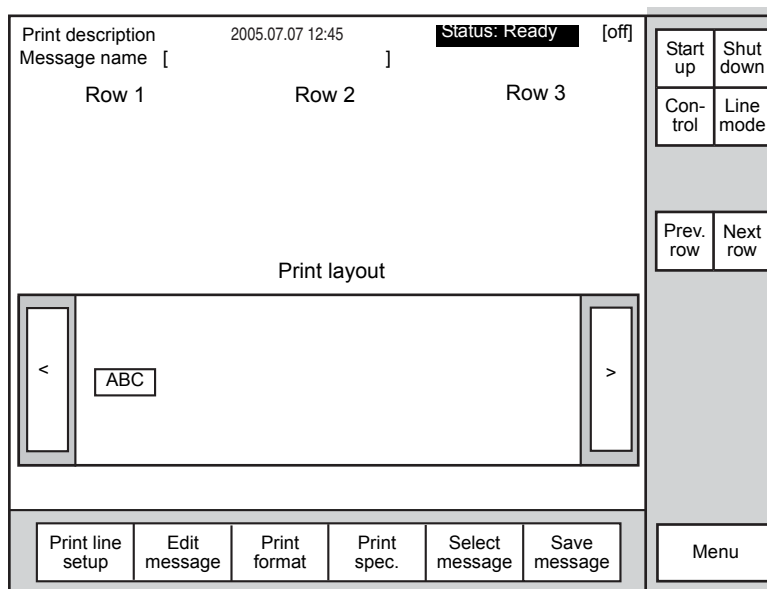 Print description 2005.07.07 12:45 Status: Ready [off]
Message name [ ]
Row 1 Row 2 Row 3
Start up
Shut down
Con-
trol
Line mode
Prev. row
Next row
Print layout
<
ABC
>
Print line setup
Edit message
Print format
Print spec.
Select message
Save message
Menu